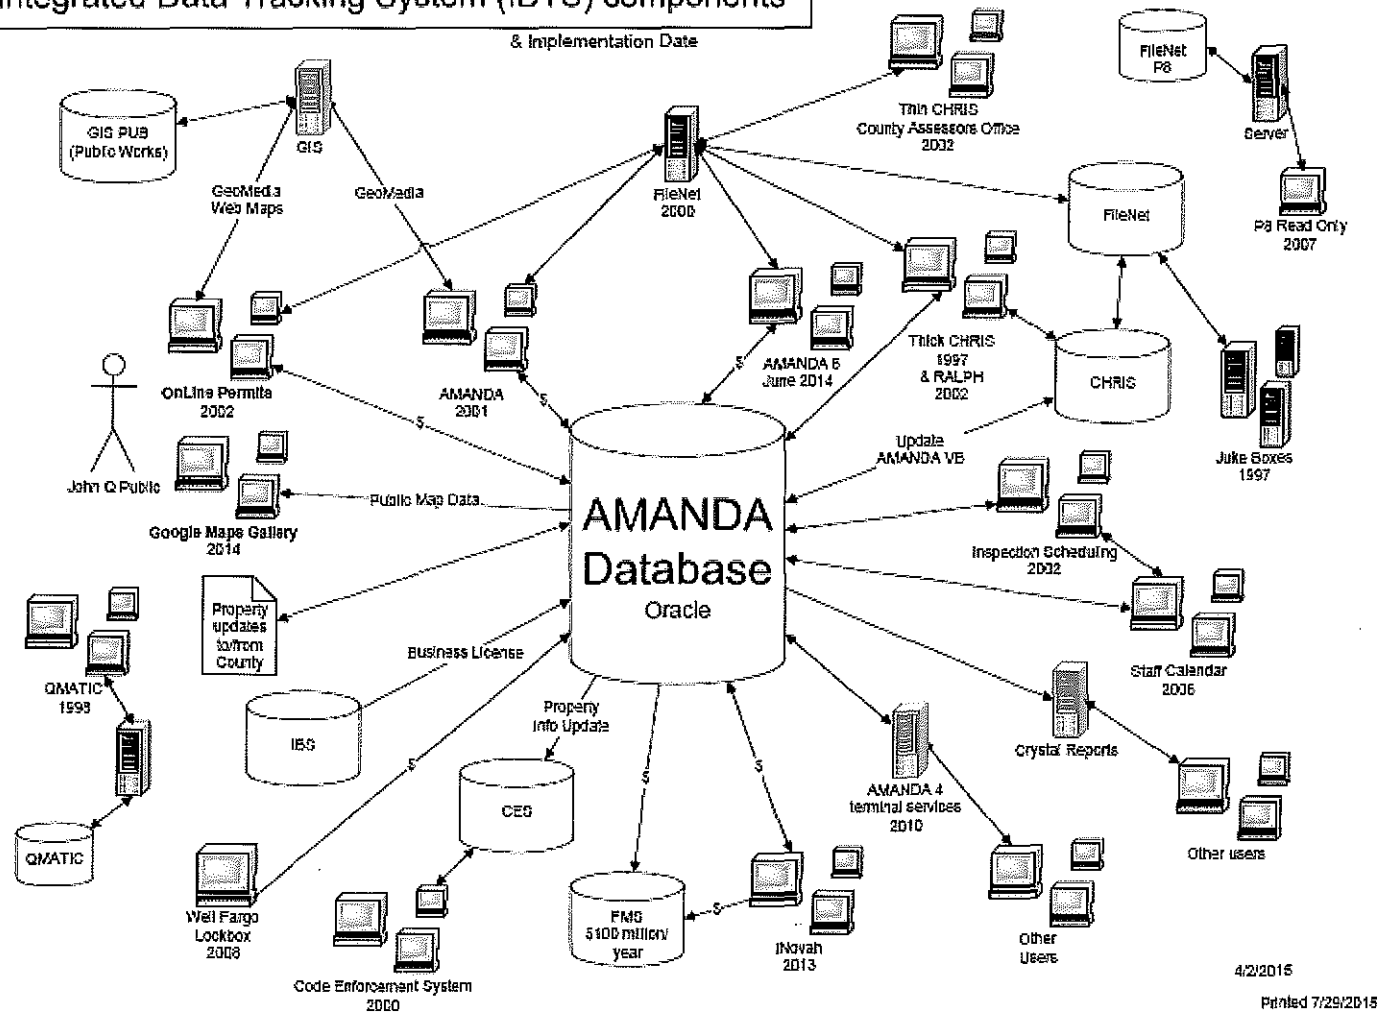 Integrated Data Tracking System (IDTS) components
& Implementation Date
GIS PUB
(Public Works)
GIS
GeoMedia
Web Maps
GeoMedia
FileNet
2000
Thin CHRIS
County Assessors Office
2002
FileNet
P8
Server
P8 Read Only
2007
FileNet
CHRIS
Juke Boxes
1997
Thick CHRIS
1997
& RALPH
2002
AMANDA 6
June 2014
$
AMANDA
2001
$
OnLine Permits
2002
$
John Q Public
Google Maps Gallery
2014
Public Map Data
AMANDA
Database
Oracle
Update
AMANDA VB
Inspection Scheduling
2002
Staff Calendar
2006
Property
updates
to/from
County
Business License
IBS
QMATIC
1998
QMATIC
Well Fargo
Lockbox
2008
$
Property
Info Update
CES
Code Enforcement System
2000
$
FMS
$100 million/
year
$
$
iNovah
2013
AMANDA 4
terminal services
2010
Other
Users
Crystal Reports
Other users
4/2/2015
Printed 7/29/2015